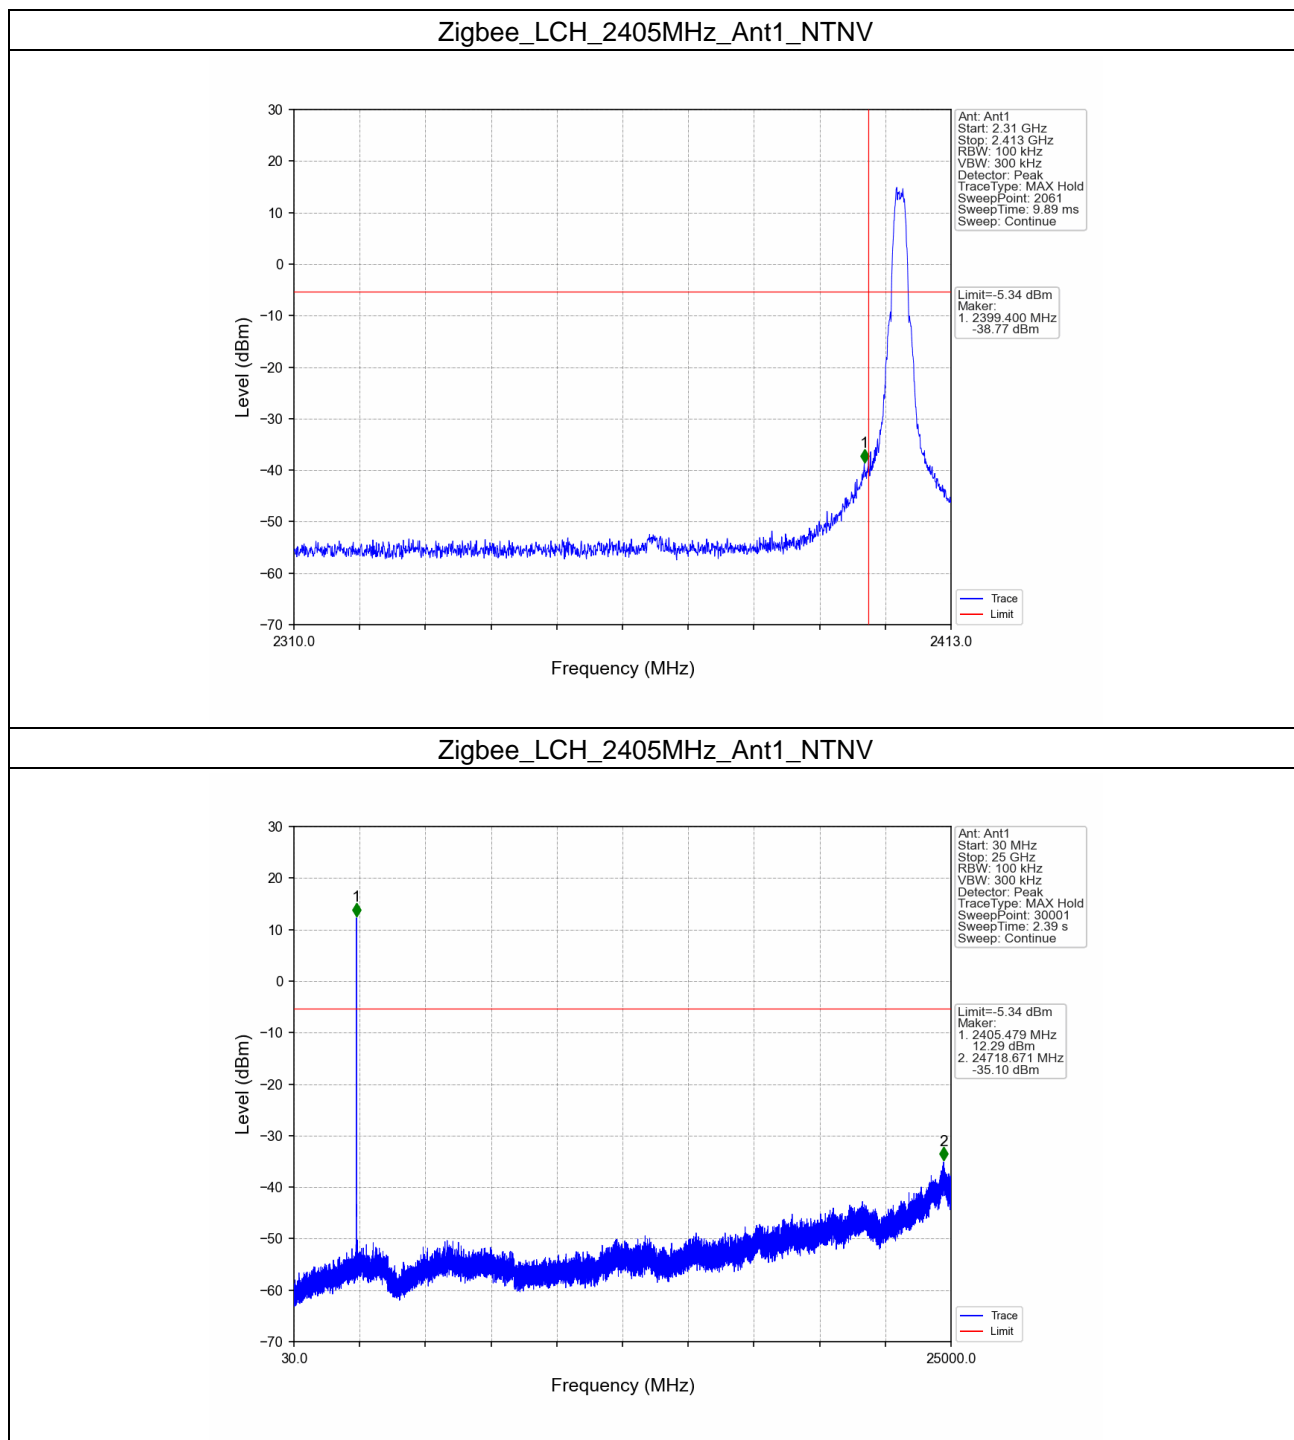 Zigbee_LCH_2405MHz_Ant1_NTNV
30
20
10
0
−10
−20
−30
−40
−50
−60
−70
Level (dBm)
1
2310.0
2413.0
Frequency (MHz)
Ant: Ant1
Start: 2.31 GHz
Stop: 2.413 GHz
RBW: 100 kHz
VBW: 300 kHz
Detector: Peak
TraceType: MAX Hold
SweepPoint: 2061
SweepTime: 9.89 ms
Sweep: Continue
Limit=-5.34 dBm
Maker:
1. 2399.400 MHz
-38.77 dBm
Trace
Limit
Zigbee_LCH_2405MHz_Ant1_NTNV
30
20
10
0
−10
−20
−30
−40
−50
−60
−70
Level (dBm)
1
2
30.0
25000.0
Frequency (MHz)
Ant: Ant1
Start: 30 MHz
Stop: 25 GHz
RBW: 100 kHz
VBW: 300 kHz
Detector: Peak
TraceType: MAX Hold
SweepPoint: 30001
SweepTime: 2.39 s
Sweep: Continue
Limit=-5.34 dBm
Maker:
1. 2405.479 MHz
12.29 dBm
2. 24718.671 MHz
-35.10 dBm
Trace
Limit